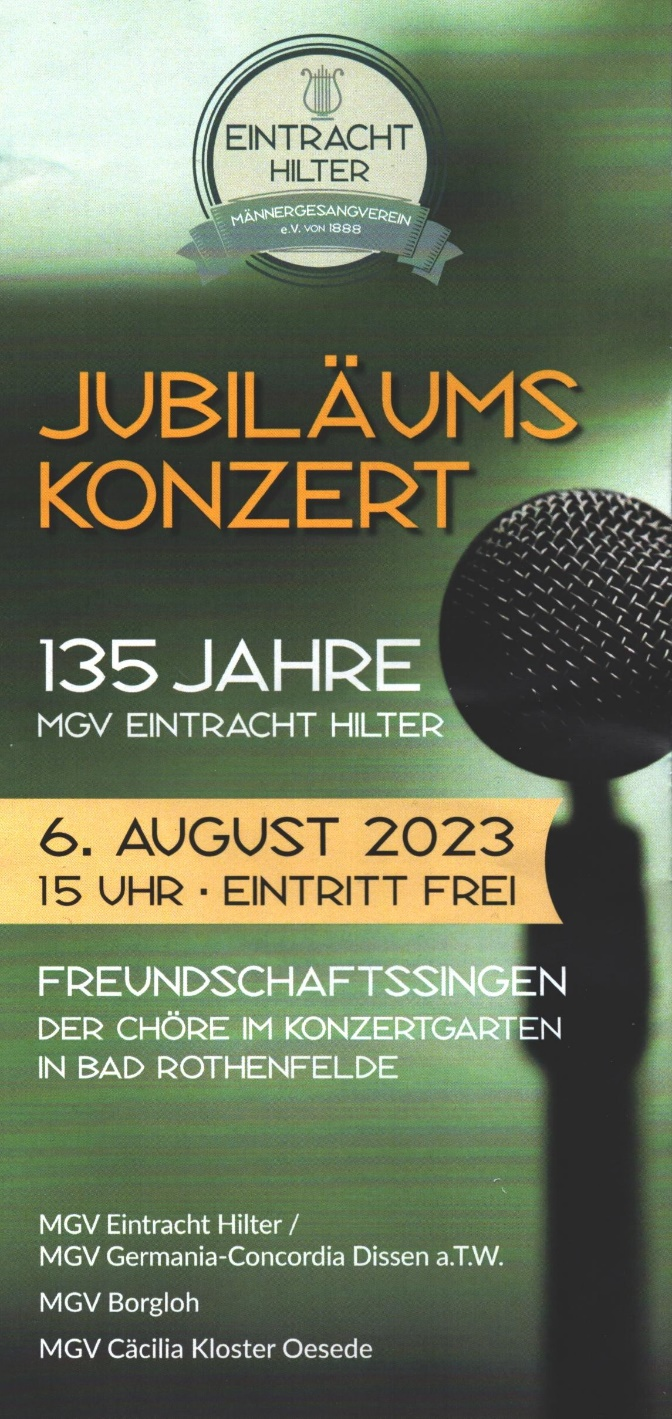 EINTRACHT
HILTER
MÄNNERGESANGVEREIN
e.V. VON 1888
JUBILÄUMS
KONZERT
135 JAHRE
MGV EINTRACHT HILTER
6. AUGUST 2023
15 UHR · EINTRITT FREI
FREUNDSCHAFTSSINGEN
DER CHÖRE IM KONZERTGARTEN
IN BAD ROTHENFELDE
MGV Eintracht Hilter /
MGV Germania-Concordia Dissen a.T.W.
MGV Borgloh
MGV Cäcilia Kloster Oesede